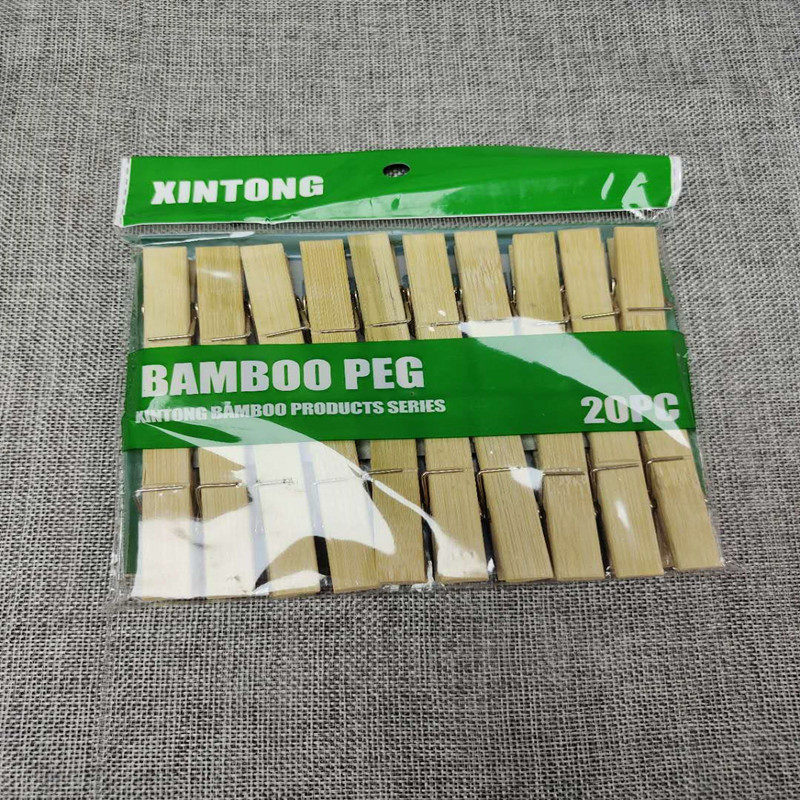 XINTONG
BAMBOO PEG
XINTONG BAMBOO PRODUCTS SERIES
20PC